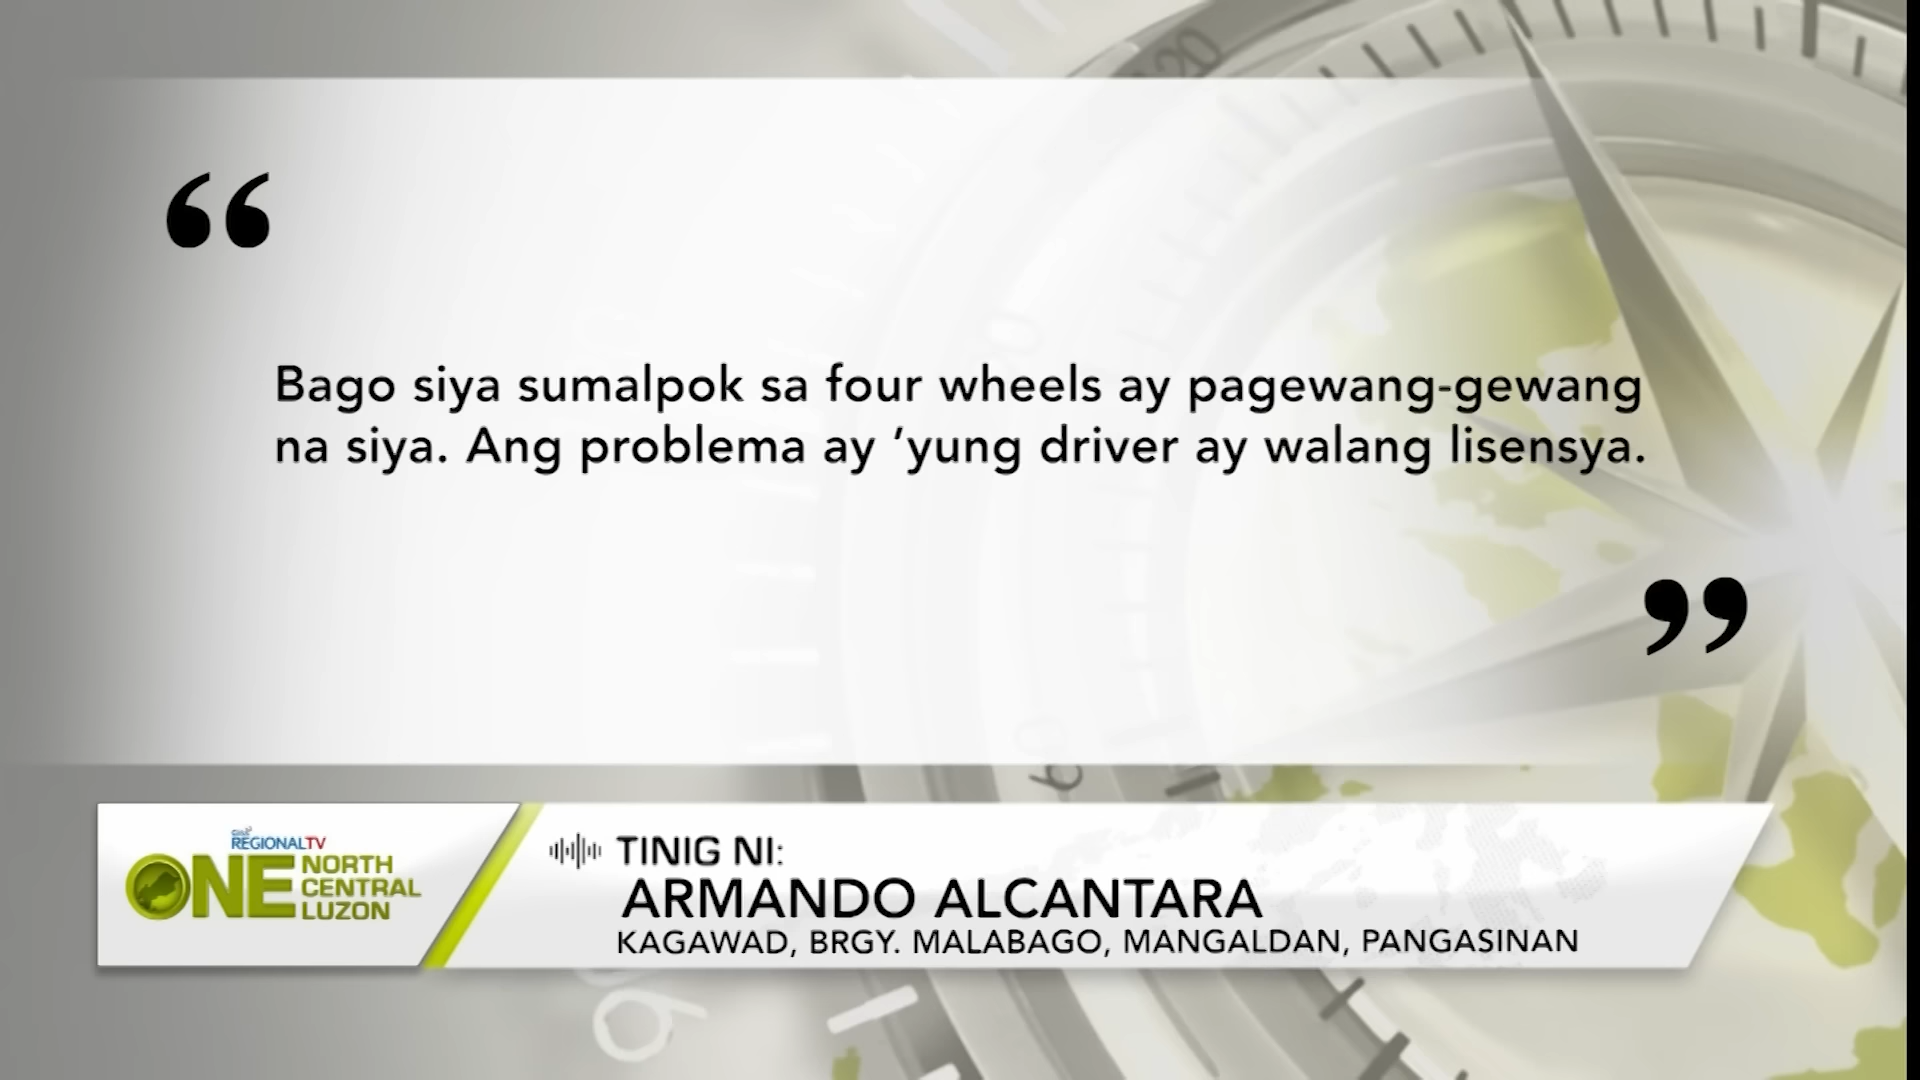 “
Bago siya sumalpok sa four wheels ay pagewang-gewang
na siya. Ang problema ay ’yung driver ay walang lisensya.
”
GMA REGIONALTV
ONE NORTH CENTRAL LUZON
TINIG NI:
ARMANDO ALCANTARA
KAGAWAD, BRGY. MALABAGO, MANGALDAN, PANGASINAN